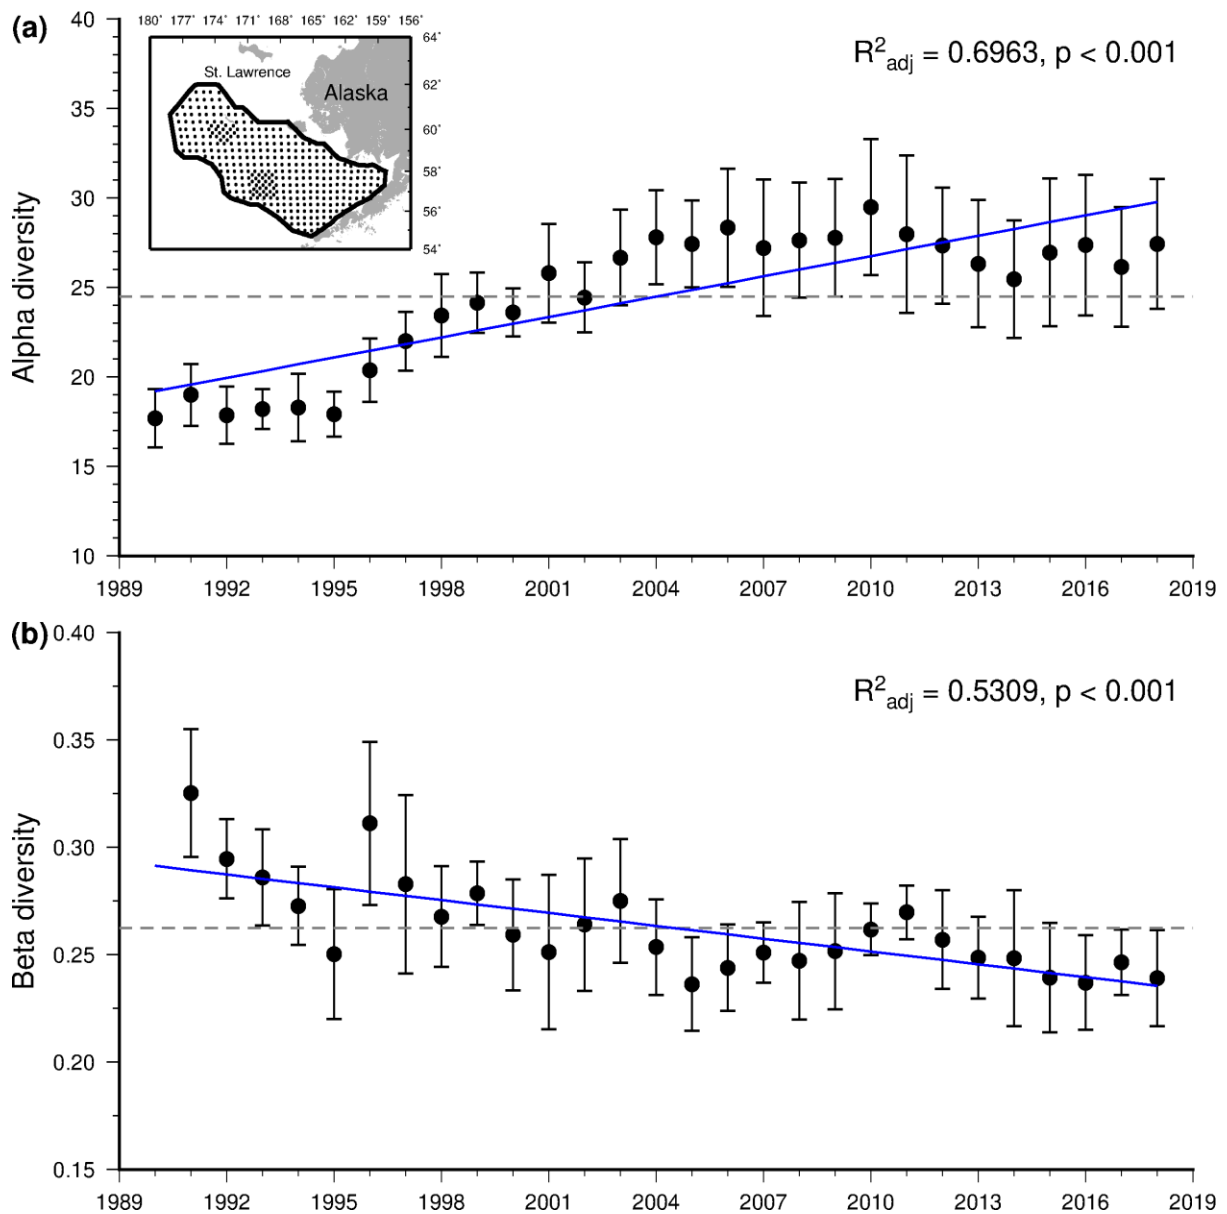 (a)
180° 177° 174° 171° 168° 165° 162° 159° 156°
64°
62°
60°
58°
56°
54°
St. Lawrence
Alaska
R²adj = 0.6963, p < 0.001
Alpha diversity
40
35
30
25
20
15
10
1989 1992 1995 1998 2001 2004 2007 2010 2013 2016 2019
(b)
R²adj = 0.5309, p < 0.001
Beta diversity
0.40
0.35
0.30
0.25
0.20
0.15
1989 1992 1995 1998 2001 2004 2007 2010 2013 2016 2019